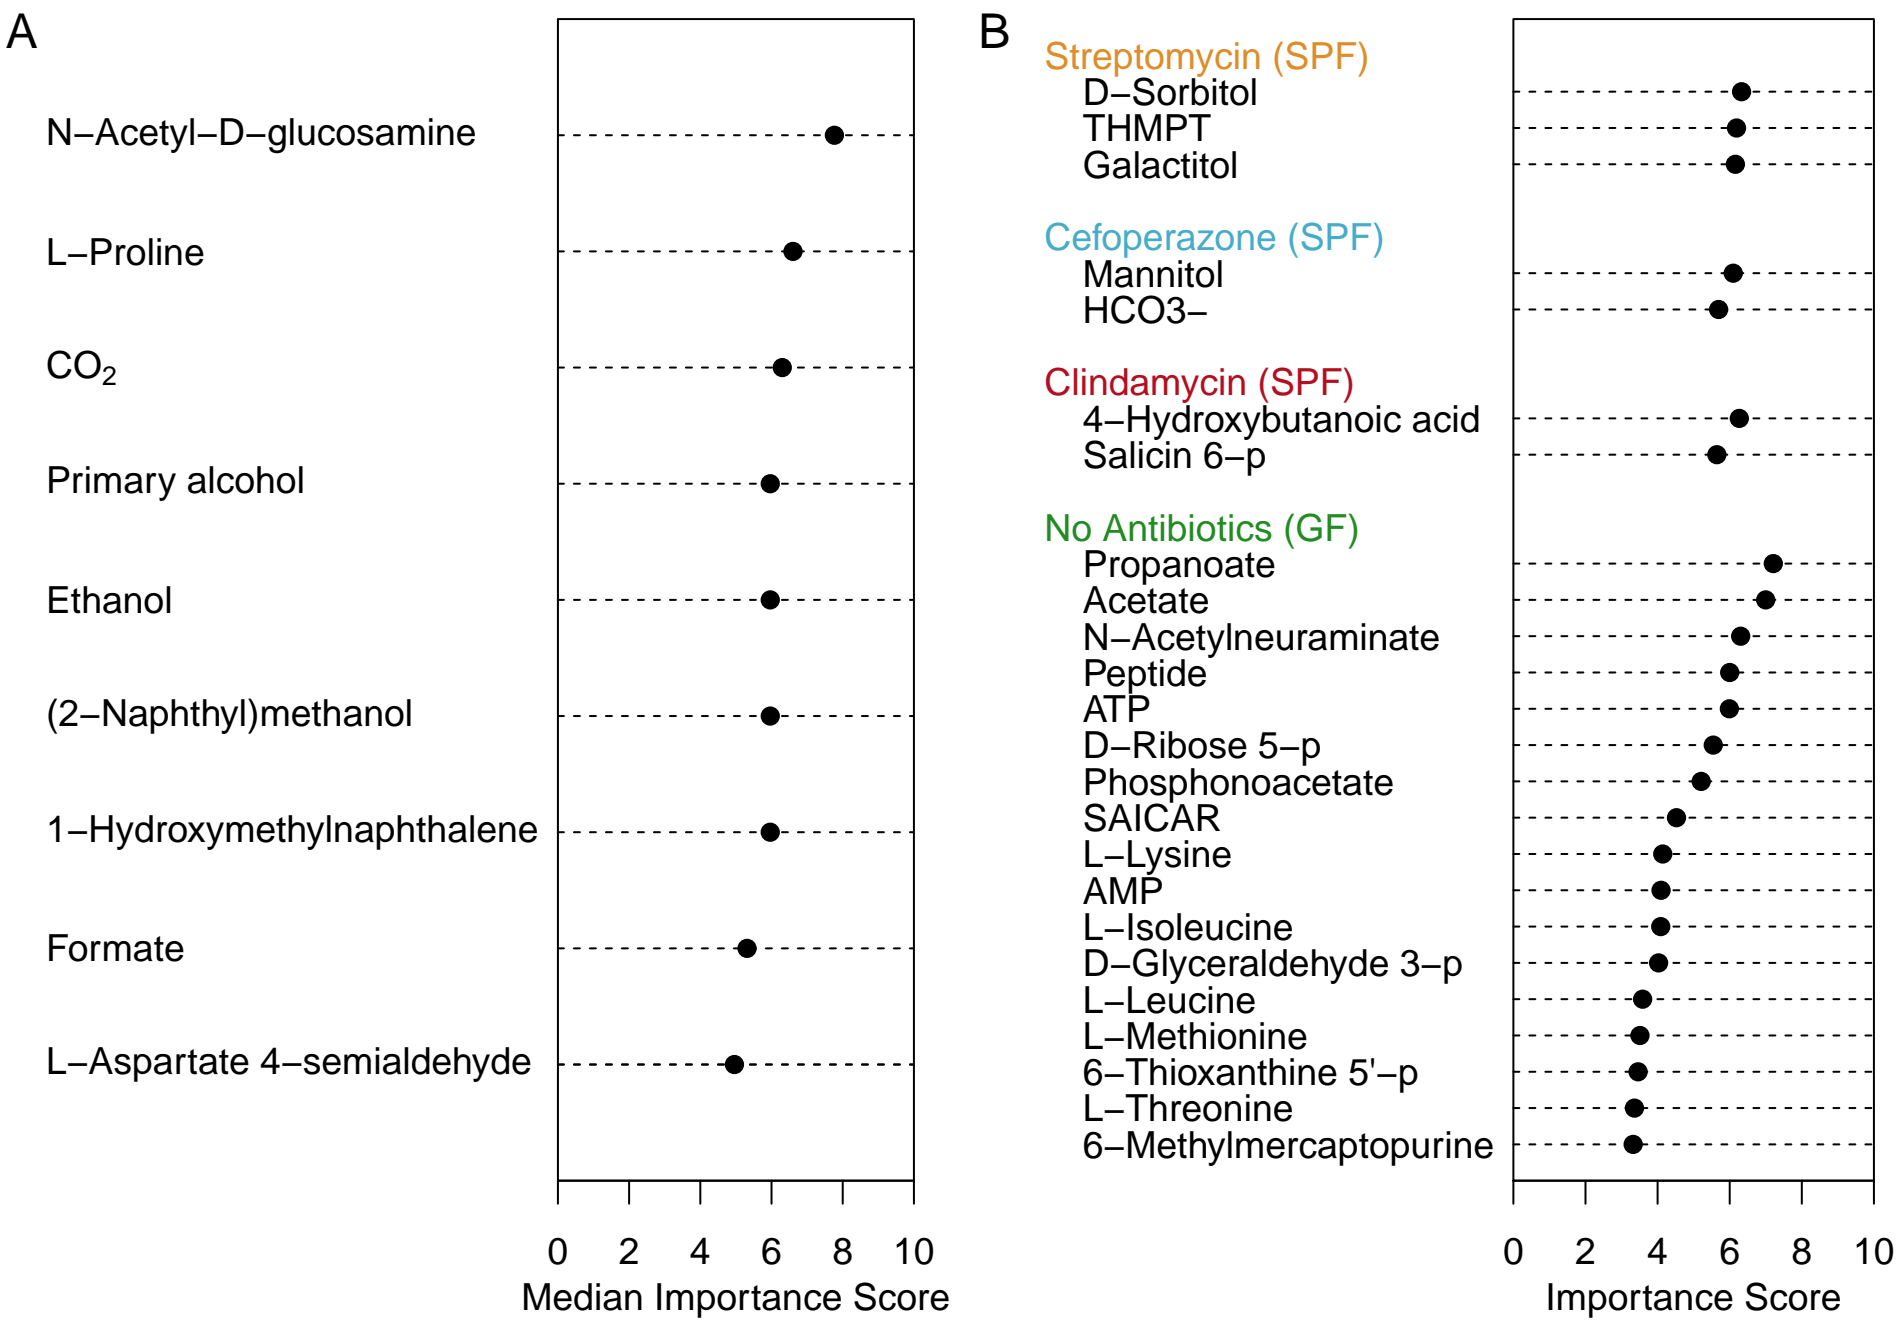 A
N−Acetyl−D−glucosamine
L−Proline
CO₂
Primary alcohol
Ethanol
(2−Naphthyl)methanol
1−Hydroxymethylnaphthalene
Formate
L−Aspartate 4−semialdehyde
0 2 4 6 8 10
Median Importance Score
B
Streptomycin (SPF)
D−Sorbitol
THMPT
Galactitol
Cefoperazone (SPF)
Mannitol
HCO3−
Clindamycin (SPF)
4−Hydroxybutanoic acid
Salicin 6−p
No Antibiotics (GF)
Propanoate
Acetate
N−Acetylneuraminate
Peptide
ATP
D−Ribose 5−p
Phosphonoacetate
SAICAR
L−Lysine
AMP
L−Isoleucine
D−Glyceraldehyde 3−p
L−Leucine
L−Methionine
6−Thioxanthine 5'−p
L−Threonine
6−Methylmercaptopurine
0 2 4 6 8 10
Importance Score